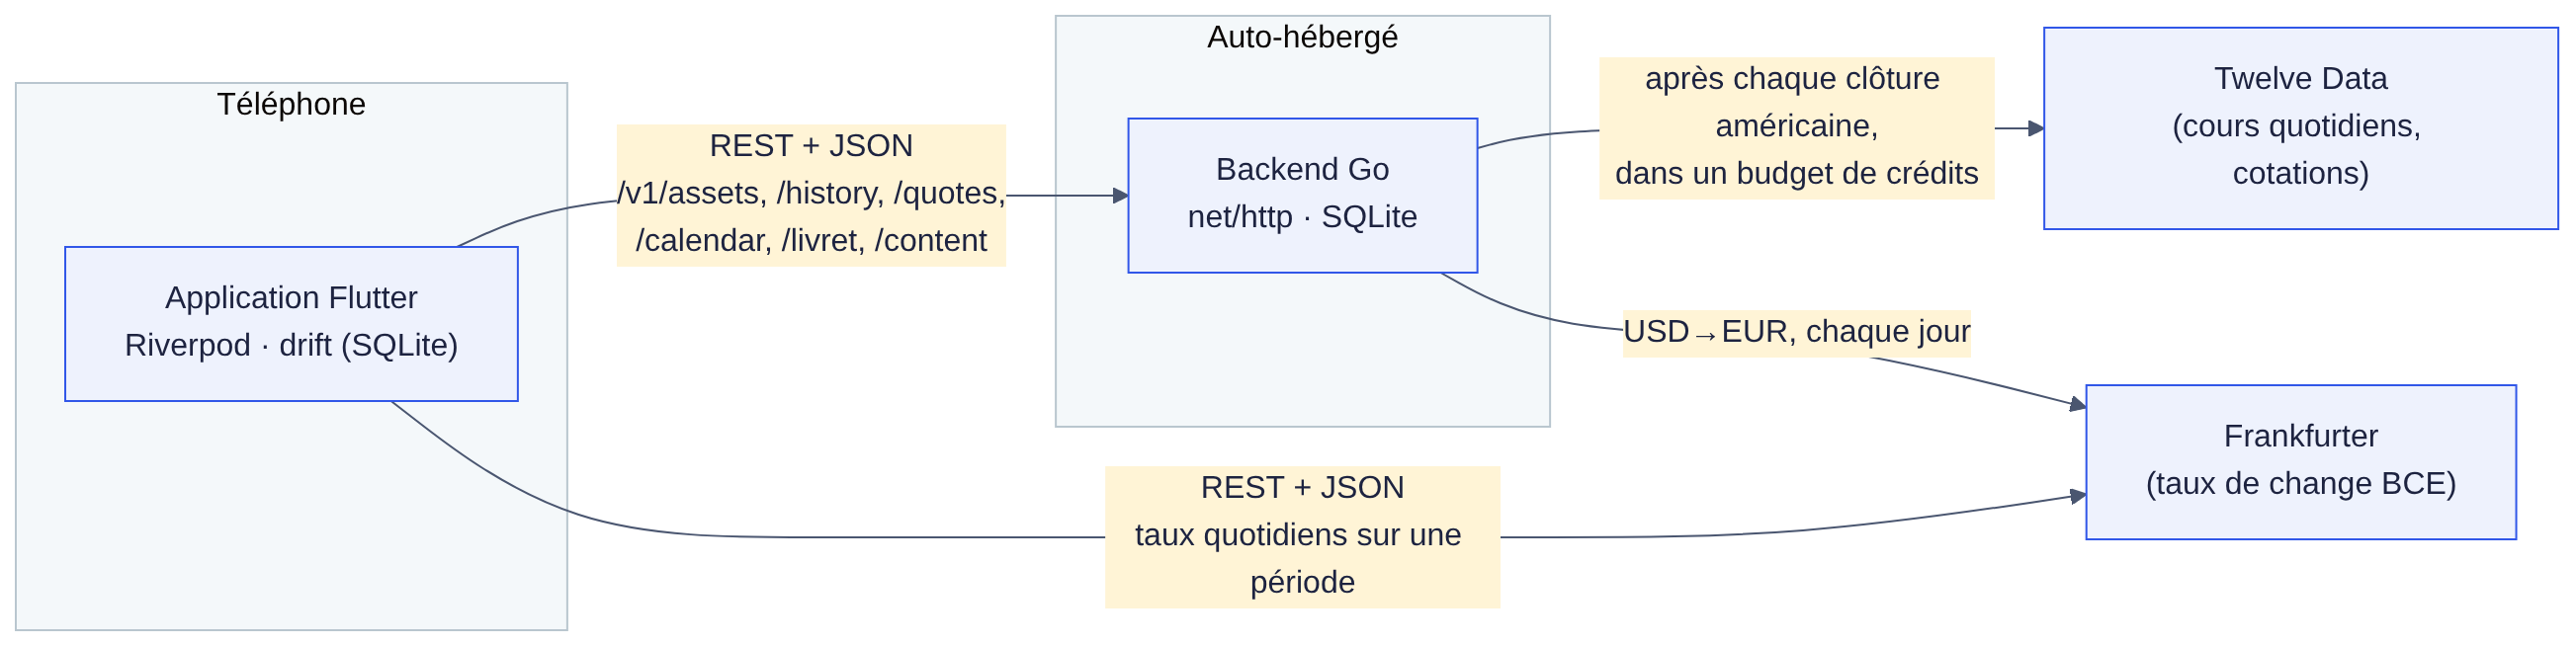 Téléphone
Application Flutter
Riverpod · drift (SQLite)
REST + JSON
/v1/assets, /history, /quotes,
/calendar, /livret, /content
Auto-hébergé
Backend Go
net/http · SQLite
après chaque clôture
américaine,
dans un budget de crédits
Twelve Data
(cours quotidiens,
cotations)
USD→EUR, chaque jour
Frankfurter
(taux de change BCE)
REST + JSON
taux quotidiens sur une
période